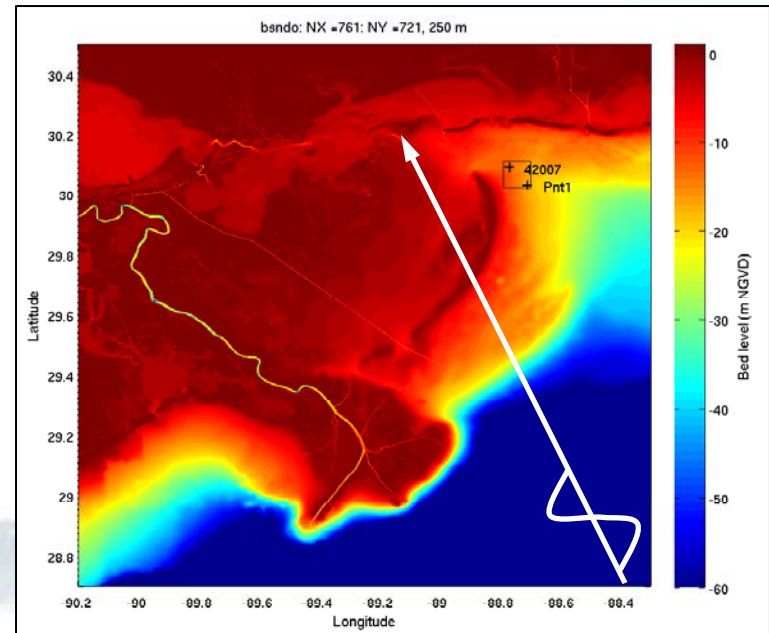 bsndo: NX =761: NY =721, 250 m
30.4
30.2
30
29.8
29.6
29.4
29.2
29
28.8
Latitude
42007
Pnt1
-90.2 -90 -89.8 -89.6 -89.4 -89.2 -89 -88.8 -88.6 -88.4
Longitude
0
-10
-20
-30
-40
-50
-60
Bed level (m NGVD)